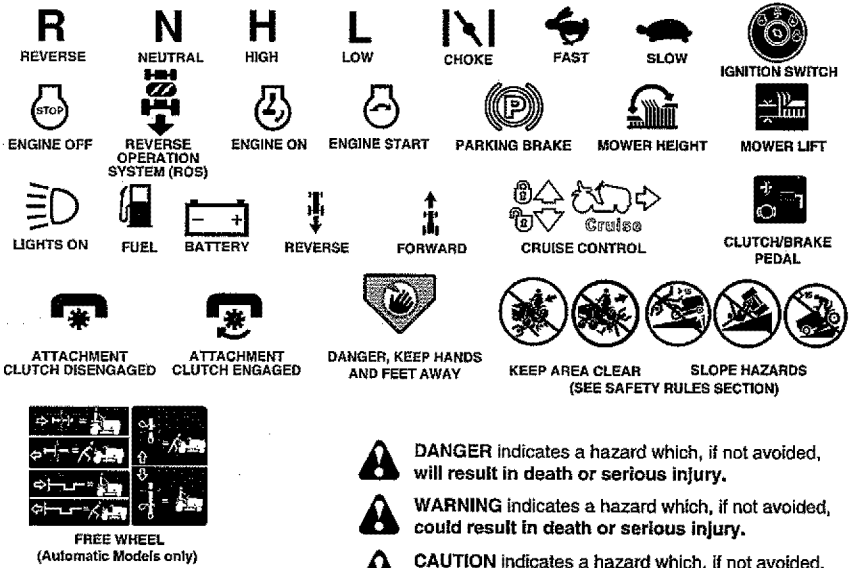 R
N
H
L
REVERSE
NEUTRAL
HIGH
LOW
CHOKE
FAST
SLOW
IGNITION SWITCH
STOP
P
ENGINE OFF
REVERSE
OPERATION
SYSTEM (ROS)
ENGINE ON
ENGINE START
PARKING BRAKE
MOWER HEIGHT
MOWER LIFT
Cruise
LIGHTS ON
FUEL
BATTERY
REVERSE
FORWARD
CRUISE CONTROL
CLUTCH/BRAKE
PEDAL
ATTACHMENT
CLUTCH DISENGAGED
ATTACHMENT
CLUTCH ENGAGED
DANGER, KEEP HANDS
AND FEET AWAY
KEEP AREA CLEAR
SLOPE HAZARDS
(SEE SAFETY RULES SECTION)
FREE WHEEL
(Automatic Models only)
DANGER indicates a hazard which, if not avoided,
will result in death or serious injury.
WARNING indicates a hazard which, if not avoided,
could result in death or serious injury.
CAUTION indicates a hazard which, if not avoided,